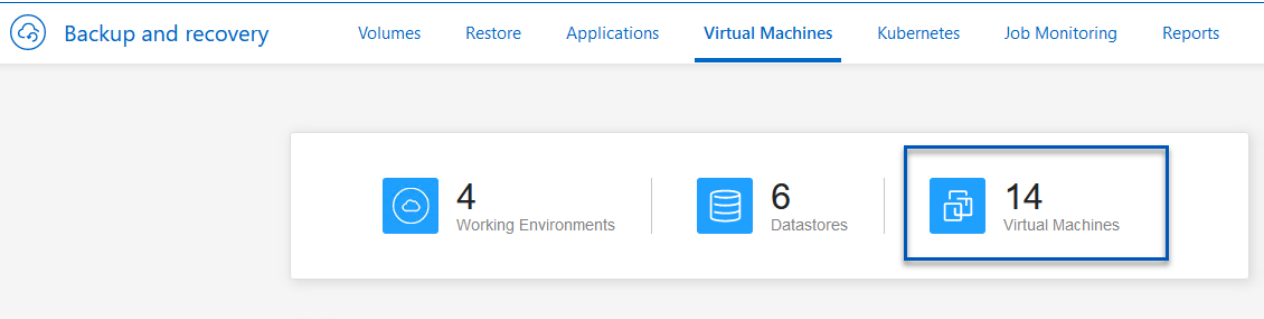 Backup and recovery Volumes Restore Applications Virtual Machines Kubernetes Job Monitoring Reports
4 6 14
Working Environments Datastores Virtual Machines